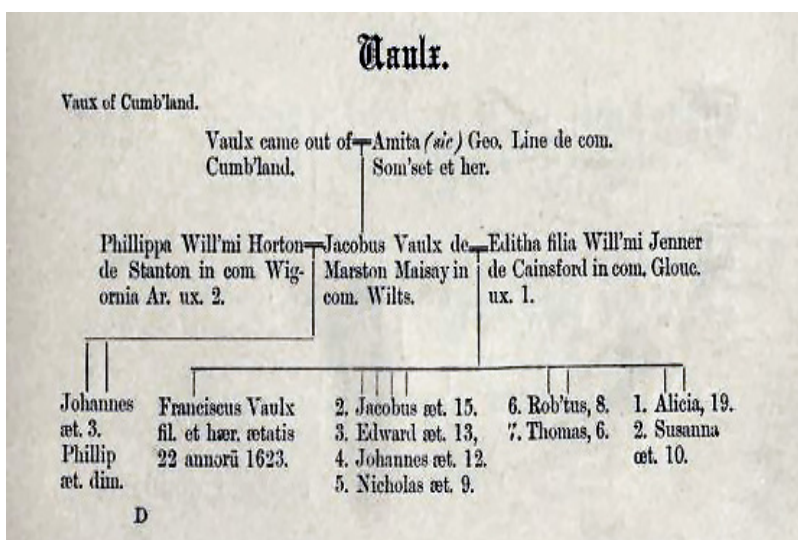 Vaulx.
Vaux of Cumb'land.
Vaulx came out of
Cumb'land.
Amita (sic) Geo. Line de com.
Som'set et her.
Phillippa Will'mi Horton
de Stanton in com Wig-
ornia Ar. ux. 2.
Jacobus Vaulx de
Marston Maisay in
com. Wilts.
Editha filia Will'mi Jenner
de Cainsford in com. Glouc.
ux. 1.
Johannes
æt. 3.
Phillip
æt. dim.
Franciscus Vaulx
fil. et hær. ætatis
22 annorū 1623.
2. Jacobus æt. 15.
3. Edward æt. 13,
4. Johannes æt. 12.
5. Nicholas æt. 9.
6. Rob'tus, 8.
7. Thomas, 6.
1. Alicia, 19.
2. Susanna
œt. 10.
D